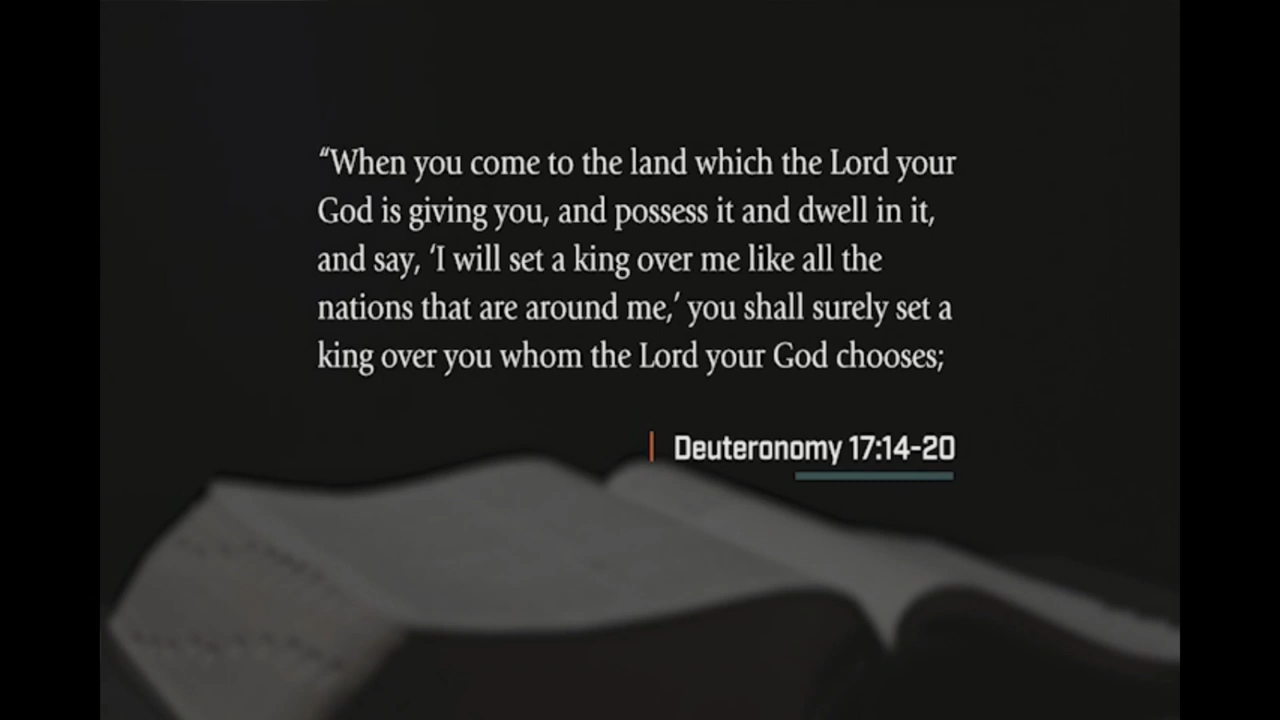 “When you come to the land which the Lord your
God is giving you, and possess it and dwell in it,
and say, ‘I will set a king over me like all the
nations that are around me,’ you shall surely set a
king over you whom the Lord your God chooses;
Deuteronomy 17:14-20